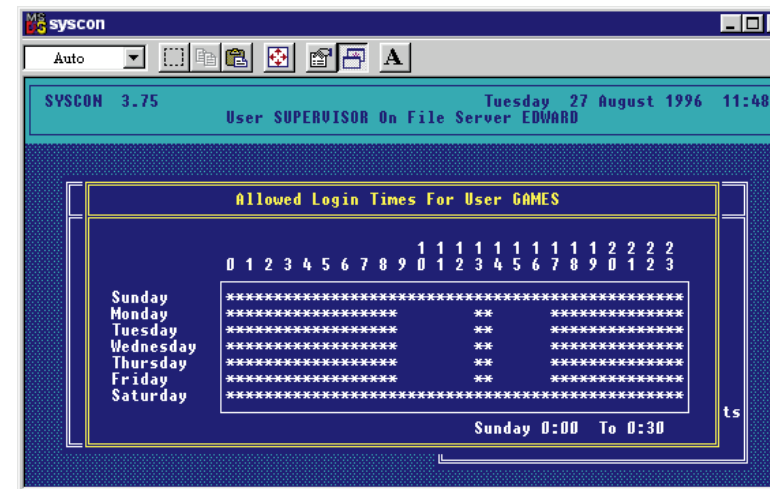 MS DOS syscon
Auto A
SYSCON 3.75 Tuesday 27 August 1996 11:48
User SUPERVISOR On File Server EDWARD
Allowed Login Times For User GAMES
1 1 1 1 1 1 1 1 1 1 2 2 2 2
0 1 2 3 4 5 6 7 8 9 0 1 2 3 4 5 6 7 8 9 0 1 2 3
Sunday ************************************************
Monday ****************** ** **************
Tuesday ****************** ** **************
Wednesday ****************** ** **************
Thursday ****************** ** **************
Friday ****************** ** **************
Saturday ************************************************
ts
Sunday 0:00 To 0:30